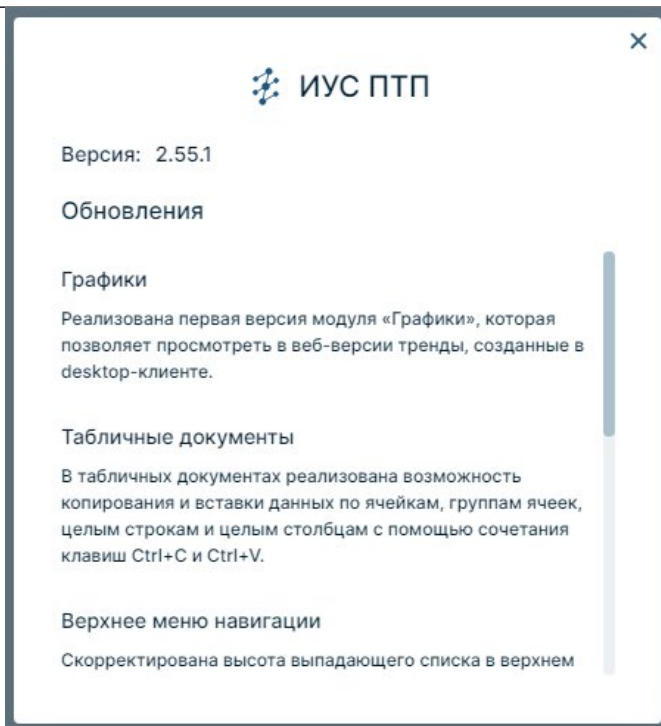 ИУС ПТП
Версия: 2.55.1
Обновления
Графики
Реализована первая версия модуля «Графики», которая
позволяет просмотреть в веб-версии тренды, созданные в
desktop-клиенте.
Табличные документы
В табличных документах реализована возможность
копирования и вставки данных по ячейкам, группам ячеек,
целым строкам и целым столбцам с помощью сочетания
клавиш Ctrl+C и Ctrl+V.
Верхнее меню навигации
Скорректирована высота выпадающего списка в верхнем